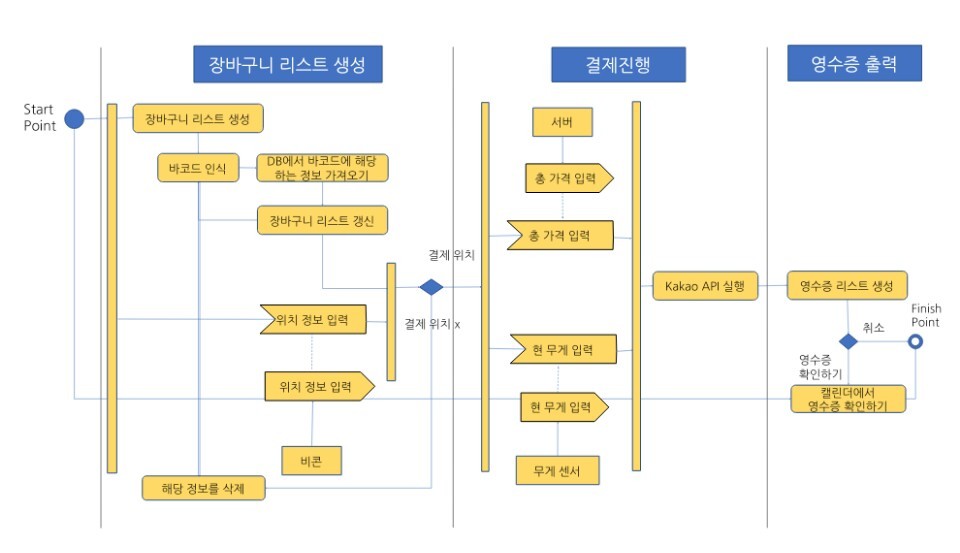 장바구니 리스트 생성
결제진행
영수증 출력
Start
Point
장바구니 리스트 생성
바코드 인식
DB에서 바코드에 해당
하는 정보 가져오기
장바구니 리스트 갱신
결제 위치
결제 위치 x
위치 정보 입력
위치 정보 입력
비콘
해당 정보를 삭제
서버
총 가격 입력
총 가격 입력
현 무게 입력
현 무게 입력
무게 센서
Kakao API 실행
영수증 리스트 생성
취소
Finish
Point
영수증
확인하기
캘린더에서
영수증 확인하기